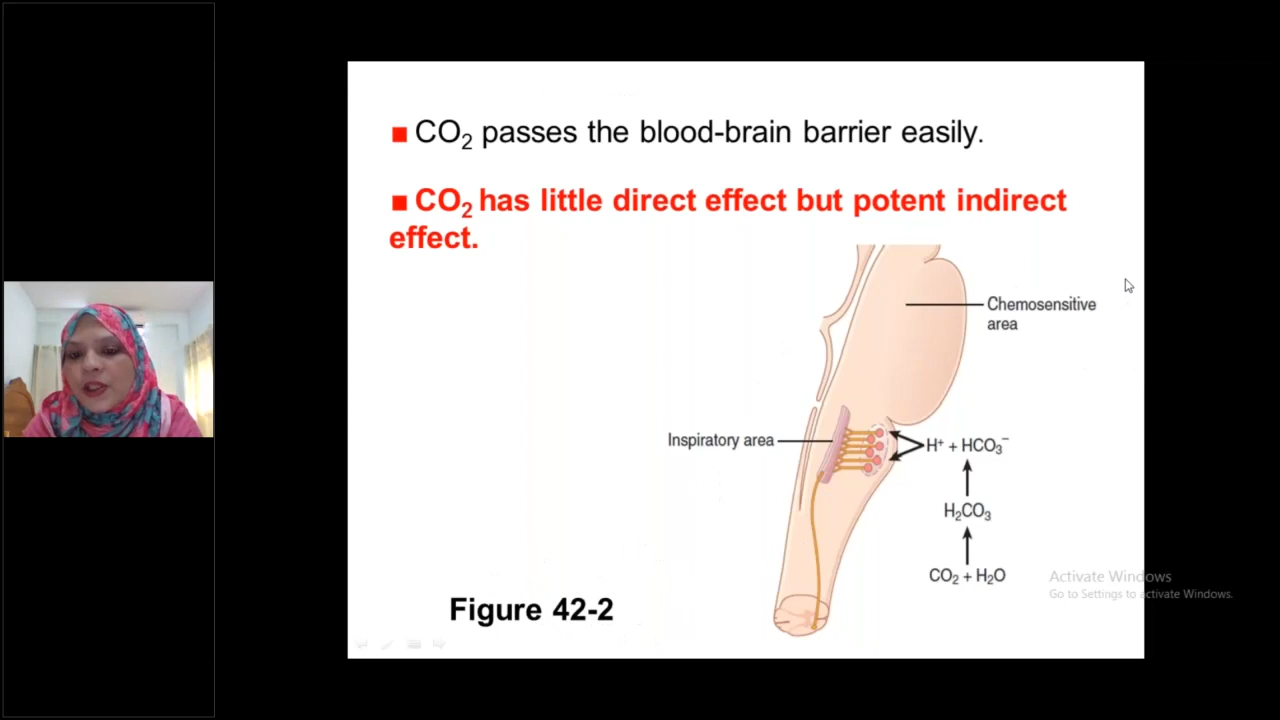 ■ CO₂ passes the blood-brain barrier easily.
■ CO₂ has little direct effect but potent indirect
effect.
Chemosensitive
area
Inspiratory area
H⁺ + HCO₃⁻
H₂CO₃
CO₂ + H₂O
Figure 42-2
Activate Windows
Go to Settings to activate Windows.